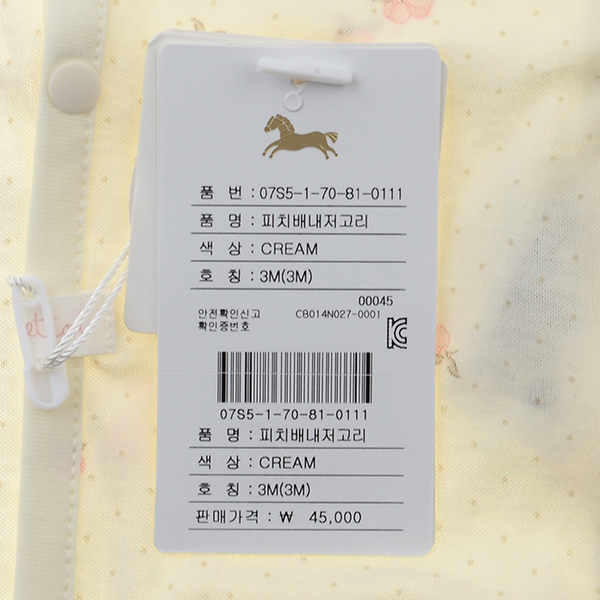 품 번 : 07S5-1-70-81-0111
품 명 : 피치배내저고리
색 상 : CREAM
호 칭 : 3M(3M)
00045
안전확인신고 CB014N027-0001
확인증번호
07S5-1-70-81-0111
품 명 : 피치배내저고리
색 상 : CREAM
호 칭 : 3M(3M)
판매가격 : ₩ 45,000